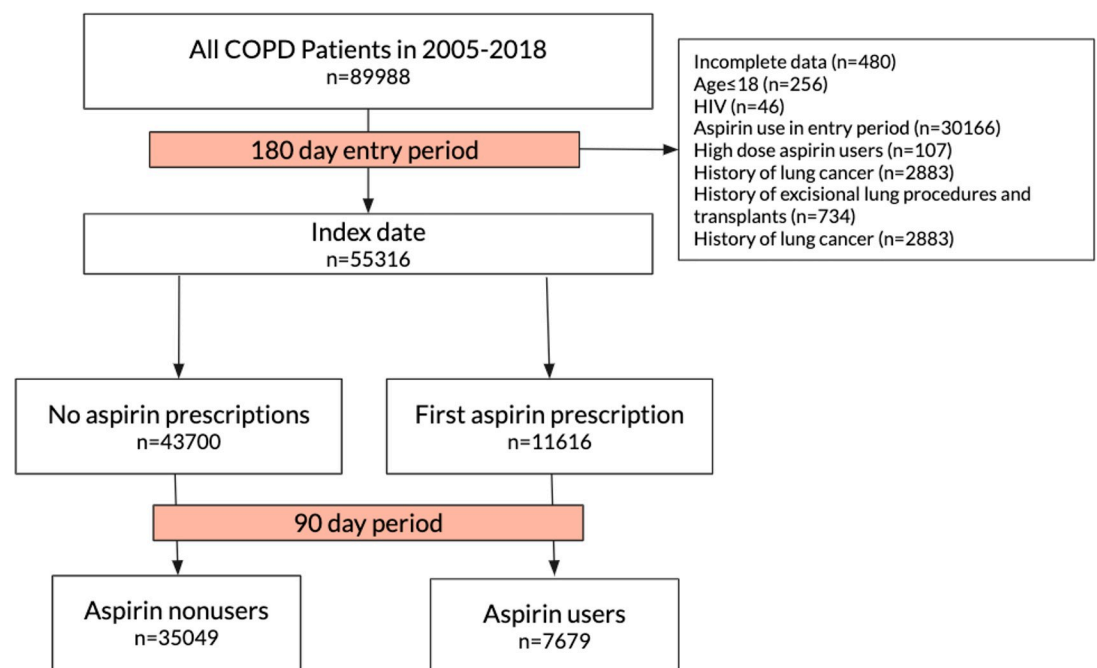 All COPD Patients in 2005-2018
n=89988
Incomplete data (n=480)
Age≤18 (n=256)
HIV (n=46)
Aspirin use in entry period (n=30166)
High dose aspirin users (n=107)
History of lung cancer (n=2883)
History of excisional lung procedures and
transplants (n=734)
History of lung cancer (n=2883)
180 day entry period
Index date
n=55316
No aspirin prescriptions
n=43700
First aspirin prescription
n=11616
90 day period
Aspirin nonusers
n=35049
Aspirin users
n=7679